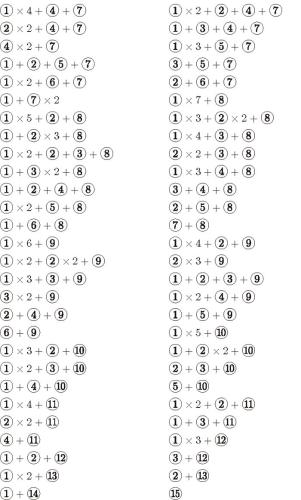 ① × 4 + ④ + ⑦ ① × 2 + ② + ④ + ⑦
② × 2 + ④ + ⑦ ① + ③ + ④ + ⑦
④ × 2 + ⑦ ① × 3 + ⑤ + ⑦
① + ② + ⑤ + ⑦ ③ + ⑤ + ⑦
① × 2 + ⑥ + ⑦ ② + ⑥ + ⑦
① + ⑦ × 2 ① × 7 + ⑧
① × 5 + ② + ⑧ ① × 3 + ② × 2 + ⑧
① + ② × 3 + ⑧ ① × 4 + ③ + ⑧
① × 2 + ② + ③ + ⑧ ② × 2 + ③ + ⑧
① + ③ × 2 + ⑧ ① × 3 + ④ + ⑧
① + ② + ④ + ⑧ ③ + ④ + ⑧
① × 2 + ⑤ + ⑧ ② + ⑤ + ⑧
① + ⑥ + ⑧ ⑦ + ⑧
① × 6 + ⑨ ① × 4 + ② + ⑨
① × 2 + ② × 2 + ⑨ ② × 3 + ⑨
① × 3 + ③ + ⑨ ① + ② + ③ + ⑨
③ × 2 + ⑨ ① × 2 + ④ + ⑨
② + ④ + ⑨ ① + ⑤ + ⑨
⑥ + ⑨ ① × 5 + ⑩
① × 3 + ② + ⑩ ① + ② × 2 + ⑩
① × 2 + ③ + ⑩ ② + ③ + ⑩
① + ④ + ⑩ ⑤ + ⑩
① × 4 + ⑪ ① × 2 + ② + ⑪
② × 2 + ⑪ ① + ③ + ⑪
④ + ⑪ ① × 3 + ⑫
① + ② + ⑫ ③ + ⑫
① × 2 + ⑬ ② + ⑬
① + ⑭ ⑮